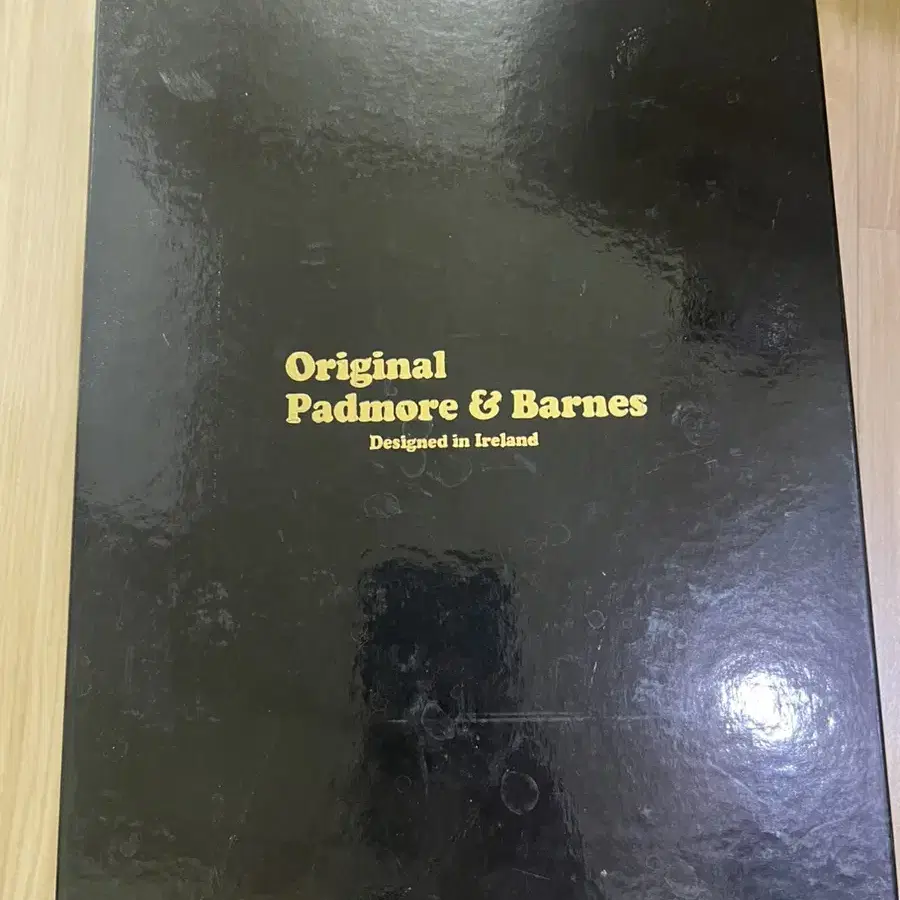 Original
Padmore & Barnes
Designed in Ireland